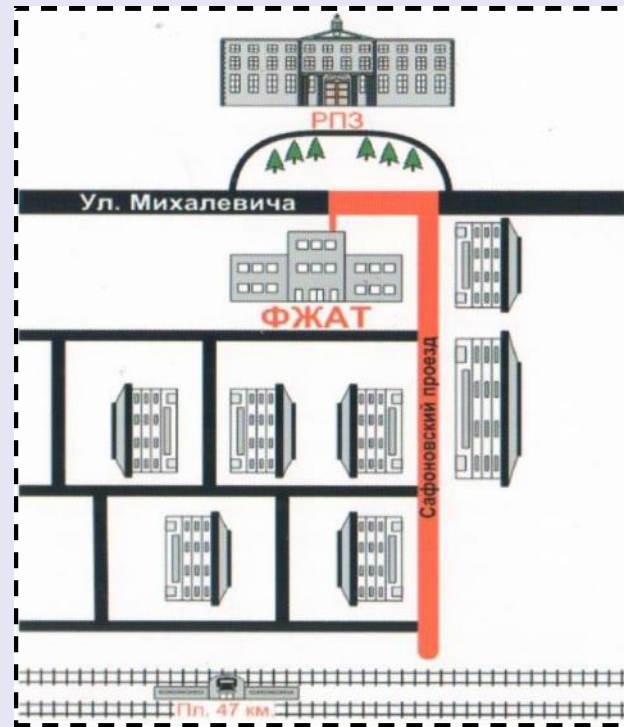 РПЗ
Ул. Михалевича
ФЖАТ
Сафоновский проезд
Пл. 47 км.